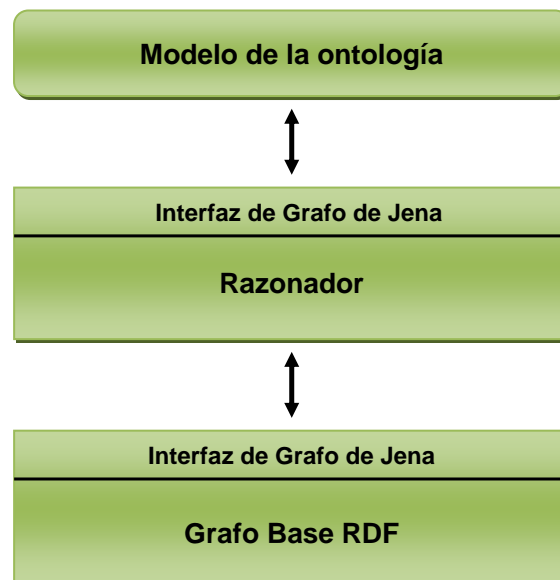 Modelo de la ontología
Interfaz de Grafo de Jena
Razonador
Interfaz de Grafo de Jena
Grafo Base RDF